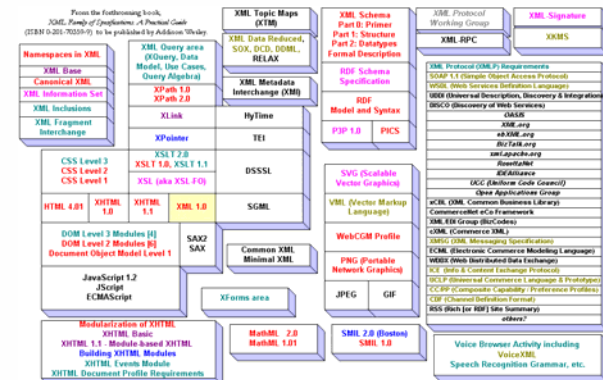 From the forthcoming book,
XML Family of Specifications: A Practical Guide
(ISBN 0-201-70359-9) to be published by Addison Wesley.
Namespaces in XML
XML Base
Canonical XML
XML Information Set
XML Inclusions
XML Fragment
Interchange
XML Query area
(XQuery, Data
Model, Use Cases,
Query Algebra)
XPath 1.0
XPath 2.0
XLink
XPointer
XSLT 2.0
XSLT 1.0, XSLT 1.1
XSL (aka XSL-FO)
CSS Level 3
CSS Level 2
CSS Level 1
HTML 4.01
XHTML
1.0
XHTML
1.1
XML 1.0
DOM Level 3 Modules [4]
DOM Level 2 Modules [6]
Document Object Model Level 1
JavaScript 1.2
JScript
ECMAScript
SAX2
SAX
XML Topic Maps
(XTM)
XML Data Reduced,
SOX, DCD, DDML,
RELAX
XML Metadata
Interchange (XMI)
HyTime
TEI
DSSSL
SGML
Common XML
Minimal XML
XForms area
XML Schema
Part 0: Primer
Part 1: Structure
Part 2: Datatypes
Formal Description
RDF Schema
Specification
RDF
Model and Syntax
P3P 1.0
PICS
SVG (Scalable
Vector Graphics)
VML (Vector Markup
Language)
WebCGM Profile
PNG (Portable
Network Graphics)
JPEG
GIF
XML Protocol
Working Group
XML-RPC
XML-Signature
XKMS
XML Protocol (XMLP) Requirements
SOAP 1.1 (Simple Object Access Protocol)
WSDL (Web Services Definition Language)
UDDI (Universal Description, Discovery & Integration)
DISCO (Discovery of Web Services)
OASIS
XML.org
ebXML.org
BizTalk.org
xml.apache.org
RosettaNet
IDEAlliance
UCC (Uniform Code Council)
Open Applications Group
xCBL (XML Common Business Library)
CommerceNet eCo Framework
XML EDI Group (BizCodes)
cXML (Commerce XML)
XMSG (XML Messaging Specification)
ECML (Electronic Commerce Modeling Language)
WDDX (Web Distributed Data Exchange)
ICE (Info & Content Exchange Protocol)
UCLP (Universal Commerce Language & Prototype)
CC/PP (Composite Capability / Preference Profiles)
CDF (Channel Definition Format)
RSS (Rich [or RDF] Site Summary)
others?
Modularization of XHTML
XHTML Basic
XHTML 1.1 - Module-based XHTML
Building XHTML Modules
XHTML Events Module
XHTML Document Profile Requirements
MathML 2.0
MathML 1.01
SMIL 2.0 (Boston)
SMIL 1.0
Voice Browser Activity including
VoiceXML
Speech Recognition Grammar, etc.